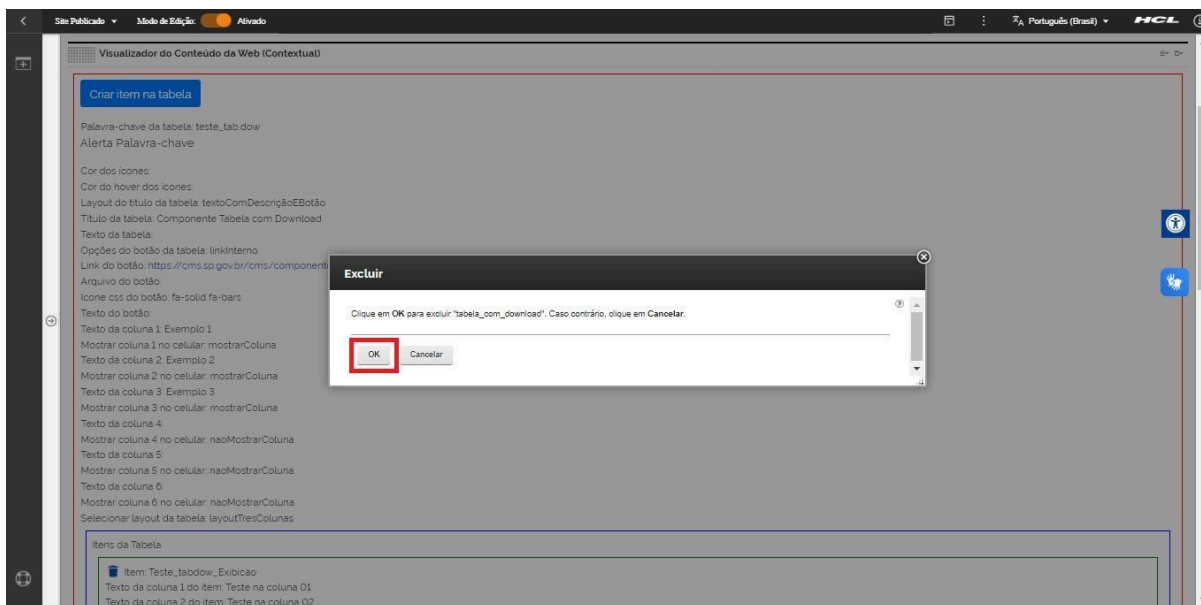 Site Publicado Modo de Edição: Ativado Português (Brasil) HCL
Visualizador do Conteúdo da Web (Contextual)
Criar item na tabela
Palavra-chave da tabela: teste_tab.dow
Alerta Palavra-chave
Cor dos ícones:
Cor do hover dos ícones:
Layout do título da tabela: textoComDescriçãoEBotão
Título da tabela: Componente Tabela com Download
Texto da tabela:
Opções do botão da tabela: linkInterno
Link do botão: https://cms.sp.gov.br/cms/component
Arquivo do botão:
Icone css do botão: fa-solid fa-bars
Texto do botão:
Texto da coluna 1: Exemplo 1
Mostrar coluna 1 no celular: mostrarColuna
Texto da coluna 2: Exemplo 2
Mostrar coluna 2 no celular: mostrarColuna
Texto da coluna 3: Exemplo 3
Mostrar coluna 3 no celular: mostrarColuna
Texto da coluna 4:
Mostrar coluna 4 no celular: naoMostrarColuna
Texto da coluna 5:
Mostrar coluna 5 no celular: naoMostrarColuna
Texto da coluna 6:
Mostrar coluna 6 no celular: naoMostrarColuna
Selecionar layout da tabela: layoutTresColunas
Excluir
Clique em OK para excluir "tabela_com_download". Caso contrário, clique em Cancelar.
OK Cancelar
Itens da Tabela
Item: Teste_tabdow_Exibicao
Texto da coluna 1 do item: Teste na coluna 01
Texto da coluna 2 do item: Teste na coluna 02